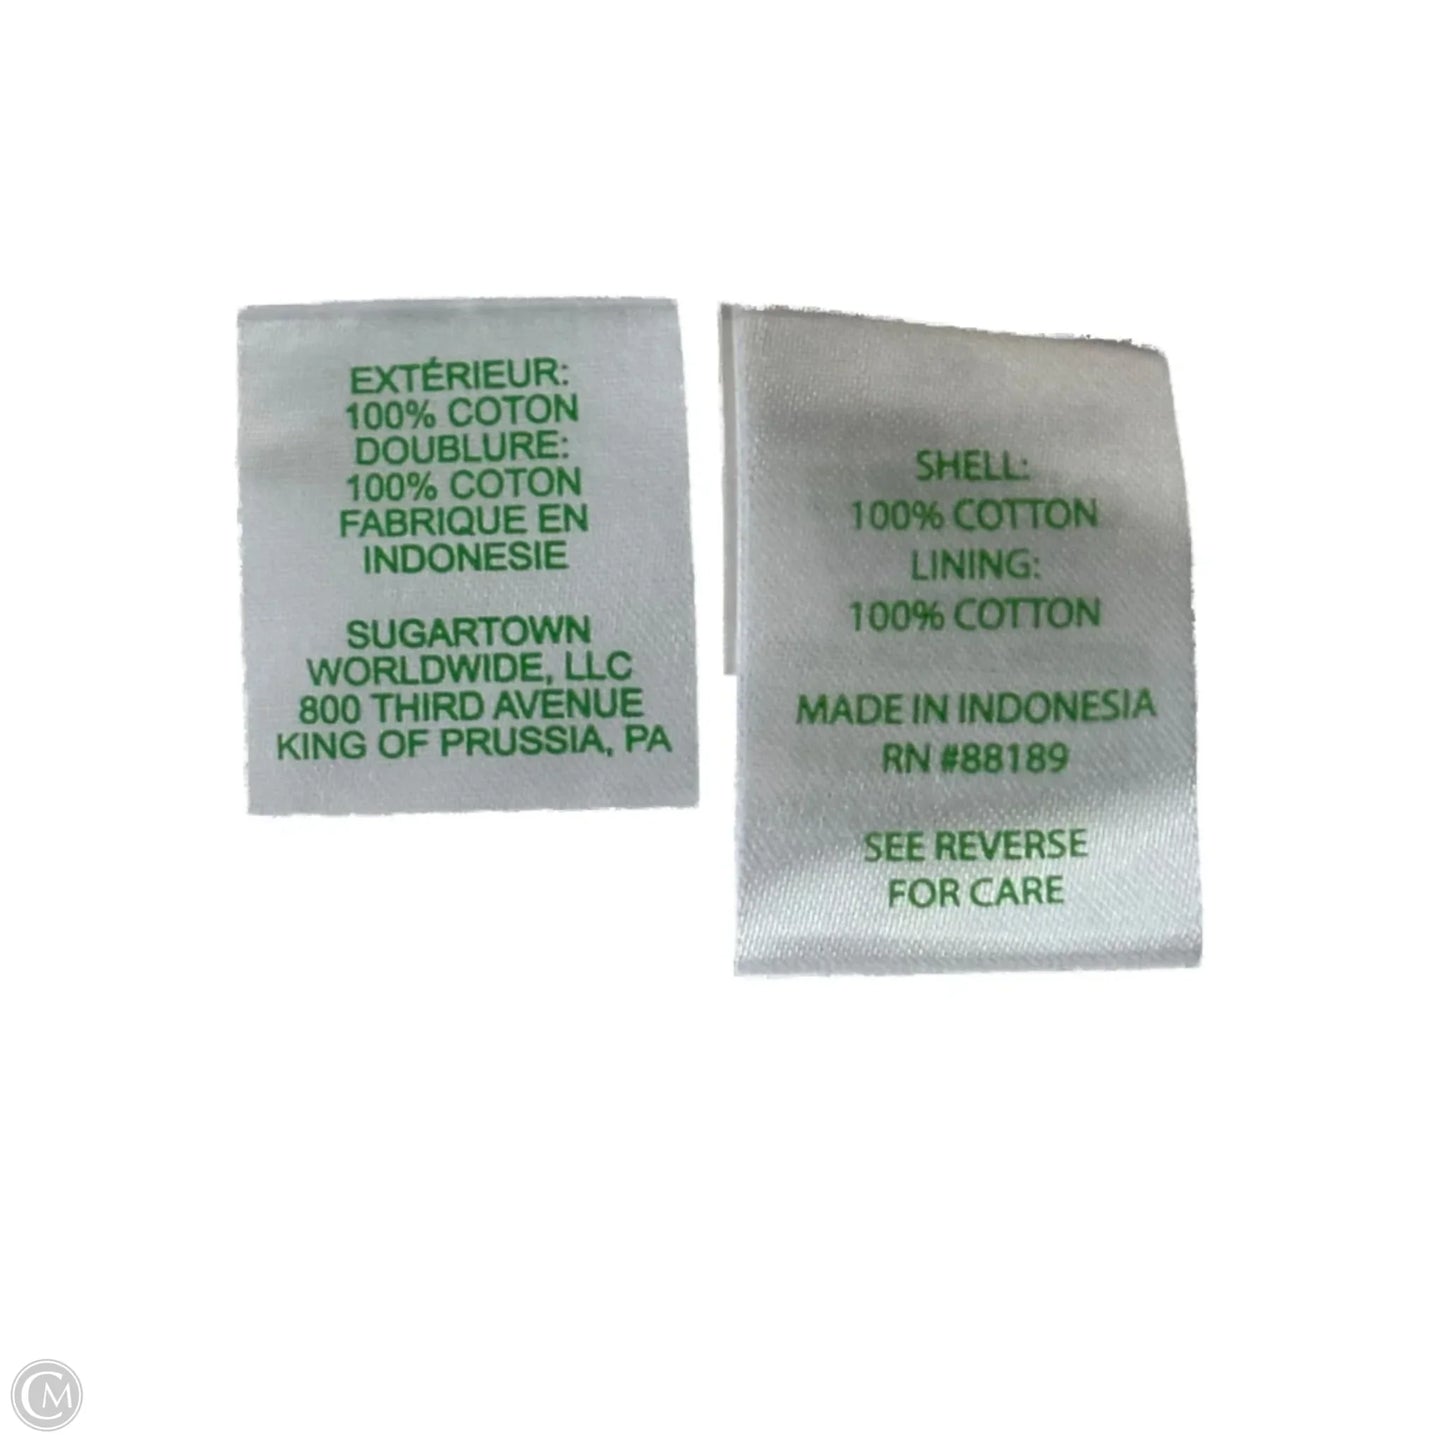 EXTÉRIEUR:
100% COTON
DOUBLURE:
100% COTON
FABRIQUE EN
INDONESIE
SUGARTOWN
WORLDWIDE, LLC
800 THIRD AVENUE
KING OF PRUSSIA, PA
SHELL:
100% COTTON
LINING:
100% COTTON
MADE IN INDONESIA
RN #88189
SEE REVERSE
FOR CARE
CM